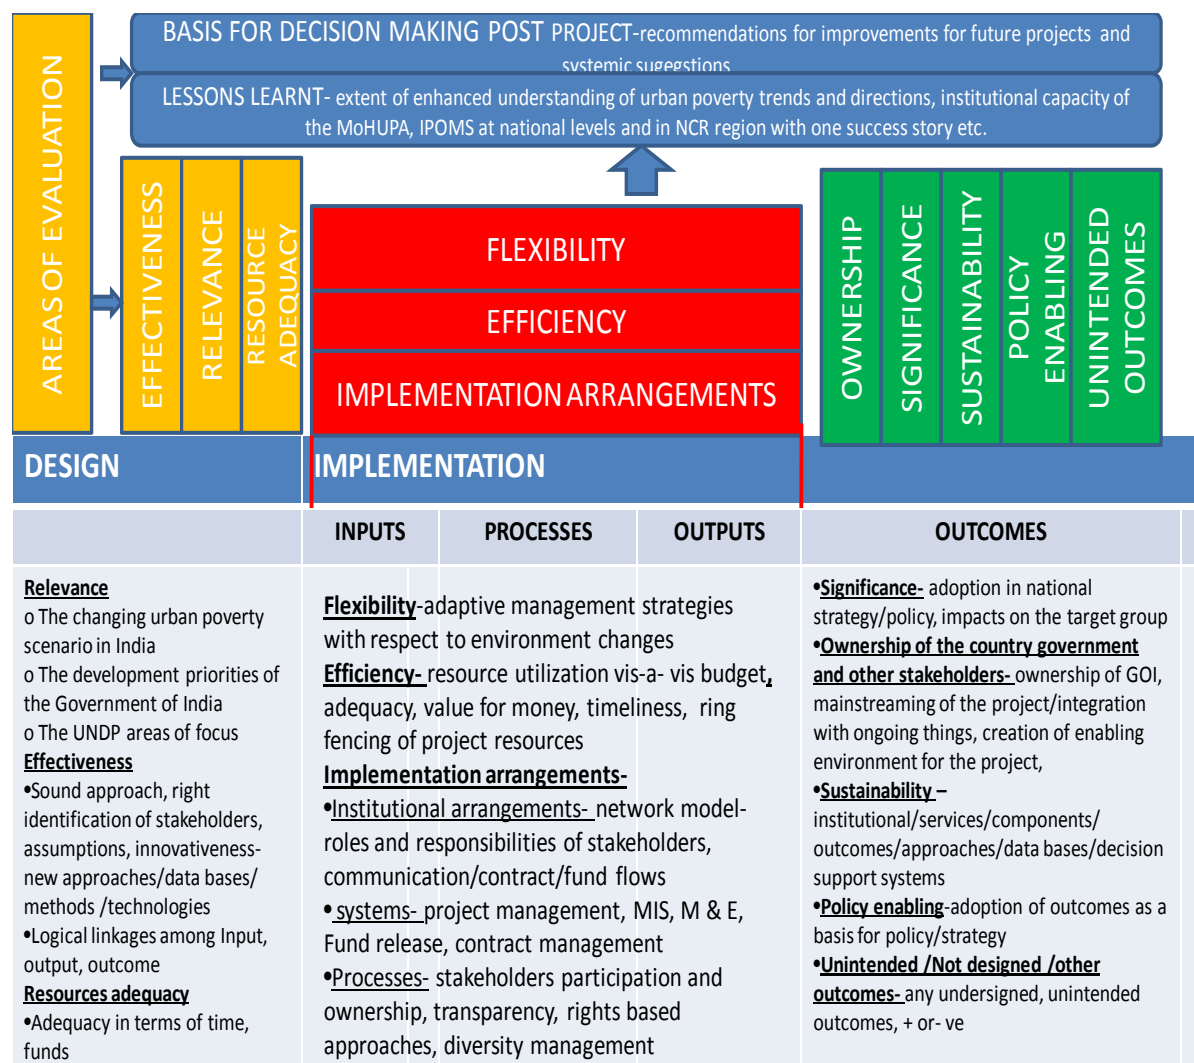 AREAS OF EVALUATION
BASIS FOR DECISION MAKING POST PROJECT-recommendations for improvements for future projects and
systemic sugegstions
LESSONS LEARNT- extent of enhanced understanding of urban poverty trends and directions, institutional capacity of
the MoHUPA, IPOMS at national levels and in NCR region with one success story etc.
EFFECTIVENESS
RELEVANCE
RESOURCE
ADEQUACY
FLEXIBILITY
EFFICIENCY
IMPLEMENTATION ARRANGEMENTS
OWNERSHIP
SIGNIFICANCE
SUSTAINABILITY
POLICY
ENABLING
UNINTENDED
OUTCOMES
DESIGN
IMPLEMENTATION
INPUTS
PROCESSES
OUTPUTS
OUTCOMES
Relevance
o The changing urban poverty
scenario in India
o The development priorities of
the Government of India
o The UNDP areas of focus
Effectiveness
•Sound approach, right
identification of stakeholders,
assumptions, innovativeness-
new approaches/data bases/
methods /technologies
•Logical linkages among Input,
output, outcome
Resources adequacy
•Adequacy in terms of time,
funds
Flexibility-adaptive management strategies
with respect to environment changes
Efficiency- resource utilization vis-a- vis budget,
adequacy, value for money, timeliness, ring
fencing of project resources
Implementation arrangements-
•Institutional arrangements- network model-
roles and responsibilities of stakeholders,
communication/contract/fund flows
• systems- project management, MIS, M & E,
Fund release, contract management
•Processes- stakeholders participation and
ownership, transparency, rights based
approaches, diversity management
•Significance- adoption in national
strategy/policy, impacts on the target group
•Ownership of the country government
and other stakeholders- ownership of GOI,
mainstreaming of the project/integration
with ongoing things, creation of enabling
environment for the project,
•Sustainability –
institutional/services/components/
outcomes/approaches/data bases/decision
support systems
•Policy enabling-adoption of outcomes as a
basis for policy/strategy
•Unintended /Not designed /other
outcomes- any undersigned, unintended
outcomes, + or- ve